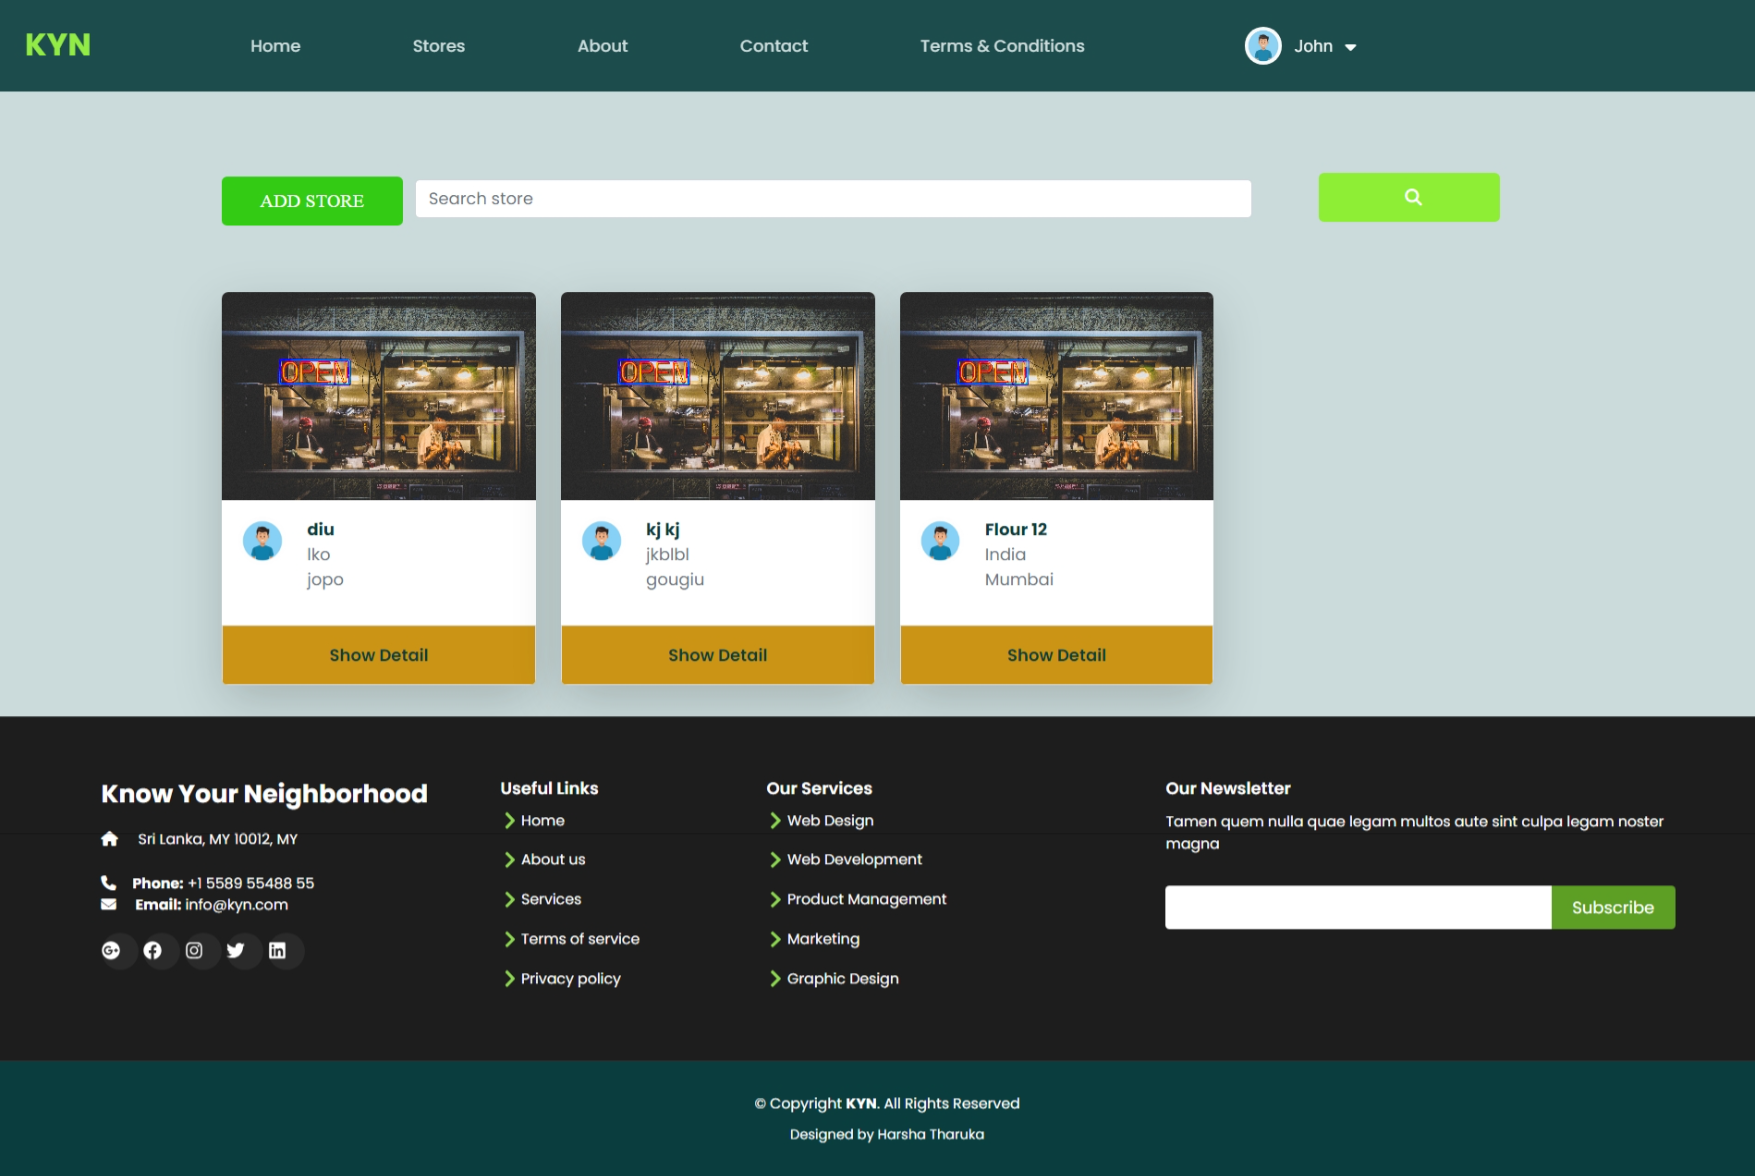 KYN
Home
Stores
About
Contact
Terms & Conditions
John
ADD STORE
Search store
OPEN
OPEN
OPEN
diu
lko
jopo
Show Detail
kj kj
jkblbl
gougiu
Show Detail
Flour 12
India
Mumbai
Show Detail
Know Your Neighborhood
Sri Lanka, MY 10012, MY
Phone: +1 5589 55488 55
Email: info@kyn.com
Useful Links
Home
About us
Services
Terms of service
Privacy policy
Our Services
Web Design
Web Development
Product Management
Marketing
Graphic Design
Our Newsletter
Tamen quem nulla quae legam multos aute sint culpa legam noster
magna
Subscribe
© Copyright KYN. All Rights Reserved
Designed by Harsha Tharuka